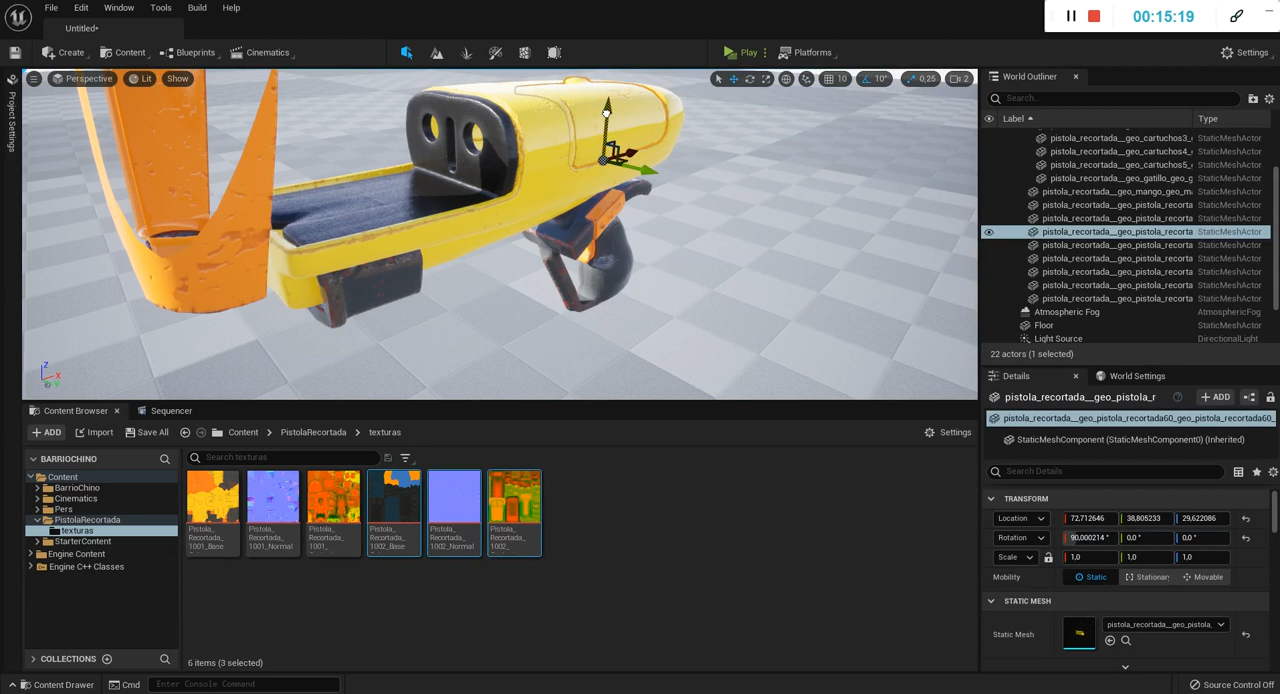 File Edit Window Tools Build Help
00:15:19
Untitled*
Create Content Blueprints Cinematics Play Platforms Settings
Project Settings
Perspective Lit Show 10 10° 0,25 2
World Outliner
Search...
Label Type
pistola_recortada__geo_cartuchos3_ StaticMeshActor
pistola_recortada__geo_cartuchos4_ StaticMeshActor
pistola_recortada__geo_cartuchos5_ StaticMeshActor
pistola_recortada__geo_gatillo_geo_g StaticMeshActor
pistola_recortada__geo_mango_geo_m StaticMeshActor
pistola_recortada__geo_pistola_recorta StaticMeshActor
pistola_recortada__geo_pistola_recorta StaticMeshActor
pistola_recortada__geo_pistola_recorta StaticMeshActor
pistola_recortada__geo_pistola_recorta StaticMeshActor
pistola_recortada__geo_pistola_recorta StaticMeshActor
pistola_recortada__geo_pistola_recorta StaticMeshActor
pistola_recortada__geo_pistola_recorta StaticMeshActor
pistola_recortada__geo_pistola_recorta StaticMeshActor
Atmospheric Fog AtmosphericFog
Floor StaticMeshActor
Light Source DirectionalLight
22 actors (1 selected)
Details World Settings
pistola_recortada__geo_pistola_r ADD
pistola_recortada__geo_pistola_recortada60_geo_pistola_recortada60_
StaticMeshComponent (StaticMeshComponent0) (Inherited)
Search Details
TRANSFORM
Location 72,712646 38,805233 29,622086
Rotation 90,000214 ° 0,0 ° 0,0 °
Scale 1,0 1,0 1,0
Mobility Static Stationar Movable
STATIC MESH
Static Mesh pistola_recortada__geo_pistola_
Z
X
Y
Content Browser Sequencer
ADD Import Save All Content PistolaRecortada texturas Settings
BARRIOCHINO
Search texturas
Content
BarrioChino
Cinematics
Pers
PistolaRecortada
texturas
StarterContent
Engine Content
Engine C++ Classes
Pistola_
Recortada_
1001_Base
Pistola_
Recortada_
1001_Normal
Pistola_
Recortada_
1001_
Pistola_
Recortada_
1002_Base
Pistola_
Recortada_
1002_Normal
Pistola_
Recortada_
1002_
COLLECTIONS
6 items (3 selected)
Content Drawer Cmd Enter Console Command Source Control Off